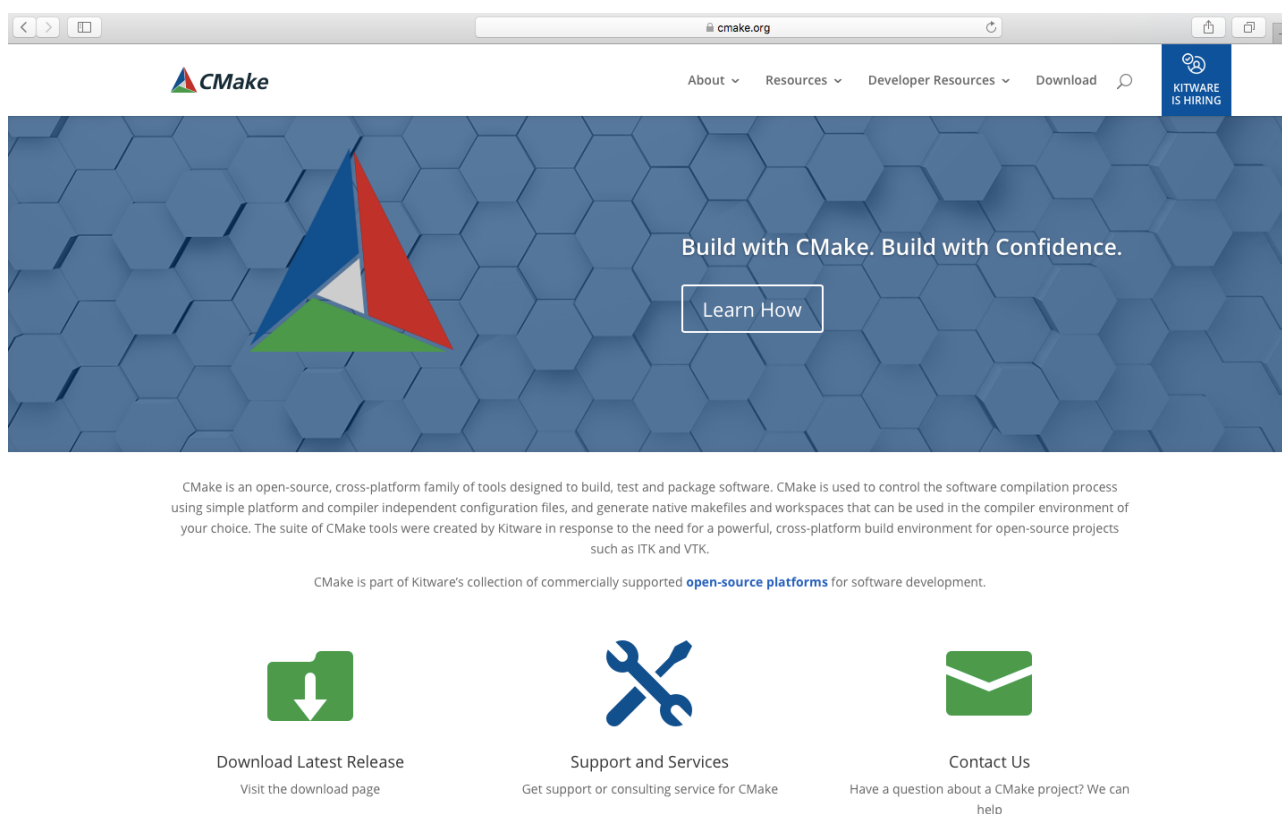 cmake.org
CMake
About
Resources
Developer Resources
Download
KITWARE
IS HIRING
Build with CMake. Build with Confidence.
Learn How
CMake is an open-source, cross-platform family of tools designed to build, test and package software. CMake is used to control the software compilation process
using simple platform and compiler independent configuration files, and generate native makefiles and workspaces that can be used in the compiler environment of
your choice. The suite of CMake tools were created by Kitware in response to the need for a powerful, cross-platform build environment for open-source projects
such as ITK and VTK.
CMake is part of Kitware's collection of commercially supported open-source platforms for software development.
Download Latest Release
Visit the download page
Support and Services
Get support or consulting service for CMake
Contact Us
Have a question about a CMake project? We can
help